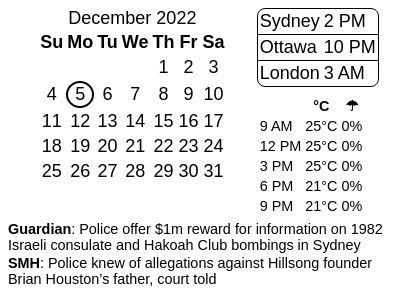 December 2022
Su Mo Tu We Th Fr Sa
1 2 3
4 5 6 7 8 9 10
11 12 13 14 15 16 17
18 19 20 21 22 23 24
25 26 27 28 29 30 31
Sydney 2 PM
Ottawa 10 PM
London 3 AM
°C ☂
9 AM 25°C 0%
12 PM 25°C 0%
3 PM 25°C 0%
6 PM 21°C 0%
9 PM 21°C 0%
Guardian: Police offer $1m reward for information on 1982
Israeli consulate and Hakoah Club bombings in Sydney
SMH: Police knew of allegations against Hillsong founder
Brian Houston’s father, court told